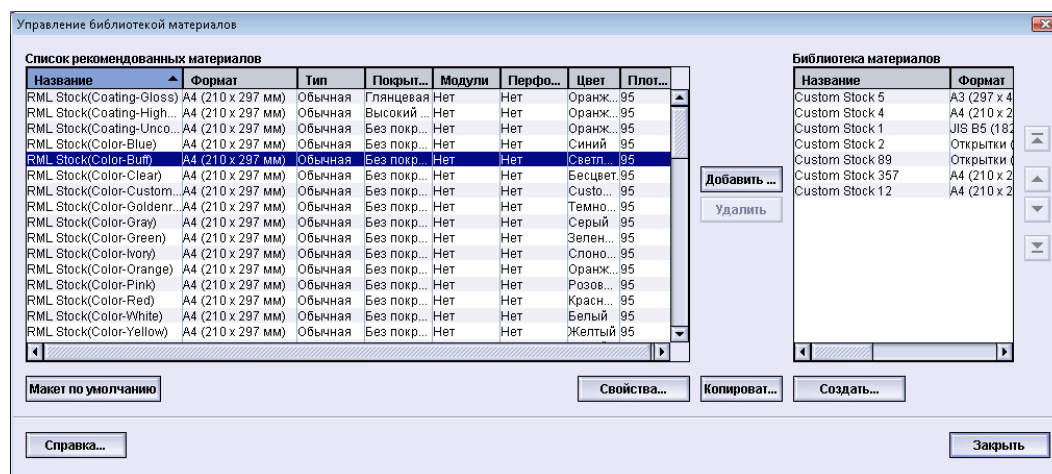 Управление библиотекой материалов
Список рекомендованных материалов
Название Формат Тип Покрыт... Модули Перфо... Цвет Плот...
RML Stock(Coating-Gloss) A4 (210 x 297 мм) Обычная Глянцевая Нет Нет Оранж... 95
RML Stock(Coating-High... A4 (210 x 297 мм) Обычная Высокий ... Нет Нет Оранж... 95
RML Stock(Coating-Unco... A4 (210 x 297 мм) Обычная Без покр... Нет Нет Оранж... 95
RML Stock(Color-Blue) A4 (210 x 297 мм) Обычная Без покр... Нет Нет Синий 95
RML Stock(Color-Buff) A4 (210 x 297 мм) Обычная Без покр... Нет Нет Светл... 95
RML Stock(Color-Clear) A4 (210 x 297 мм) Обычная Без покр... Нет Нет Бесцвет. 95
RML Stock(Color-Custom... A4 (210 x 297 мм) Обычная Без покр... Нет Нет Custo... 95
RML Stock(Color-Goldenr... A4 (210 x 297 мм) Обычная Без покр... Нет Нет Темно... 95
RML Stock(Color-Gray) A4 (210 x 297 мм) Обычная Без покр... Нет Нет Серый 95
RML Stock(Color-Green) A4 (210 x 297 мм) Обычная Без покр... Нет Нет Зелен... 95
RML Stock(Color-Ivory) A4 (210 x 297 мм) Обычная Без покр... Нет Нет Слоно... 95
RML Stock(Color-Orange) A4 (210 x 297 мм) Обычная Без покр... Нет Нет Оранж... 95
RML Stock(Color-Pink) A4 (210 x 297 мм) Обычная Без покр... Нет Нет Розов... 95
RML Stock(Color-Red) A4 (210 x 297 мм) Обычная Без покр... Нет Нет Красн... 95
RML Stock(Color-White) A4 (210 x 297 мм) Обычная Без покр... Нет Нет Белый 95
RML Stock(Color-Yellow) A4 (210 x 297 мм) Обычная Без покр... Нет Нет Желтый 95
Добавить ...
Удалить
Библиотека материалов
Название Формат
Custom Stock 5 A3 (297 x 4
Custom Stock 4 A4 (210 x 2
Custom Stock 1 JIS B5 (182
Custom Stock 2 Открытки (
Custom Stock 89 Открытки (
Custom Stock 357 A4 (210 x 2
Custom Stock 12 A4 (210 x 2
Макет по умолчанию Свойства... Копироват... Создать...
Справка... Закрыть